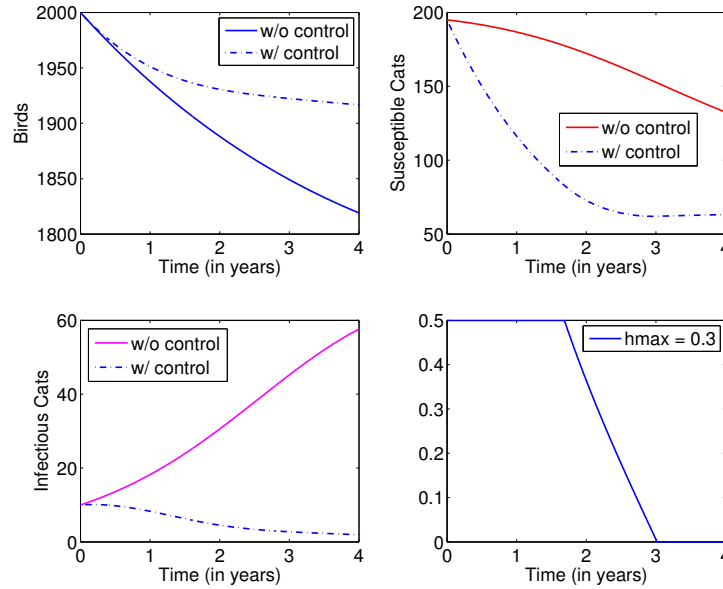 2000
1950
1900
1850
1800
Birds
w/o control
w/ control
0 1 2 3 4
Time (in years)
200
150
100
50
Susceptible Cats
w/o control
w/ control
0 1 2 3 4
Time (in years)
60
40
20
0
Infectious Cats
w/o control
w/ control
0 1 2 3 4
Time (in years)
0.5
0.4
0.3
0.2
0.1
0
hmax = 0.3
0 1 2 3 4
Time (in years)